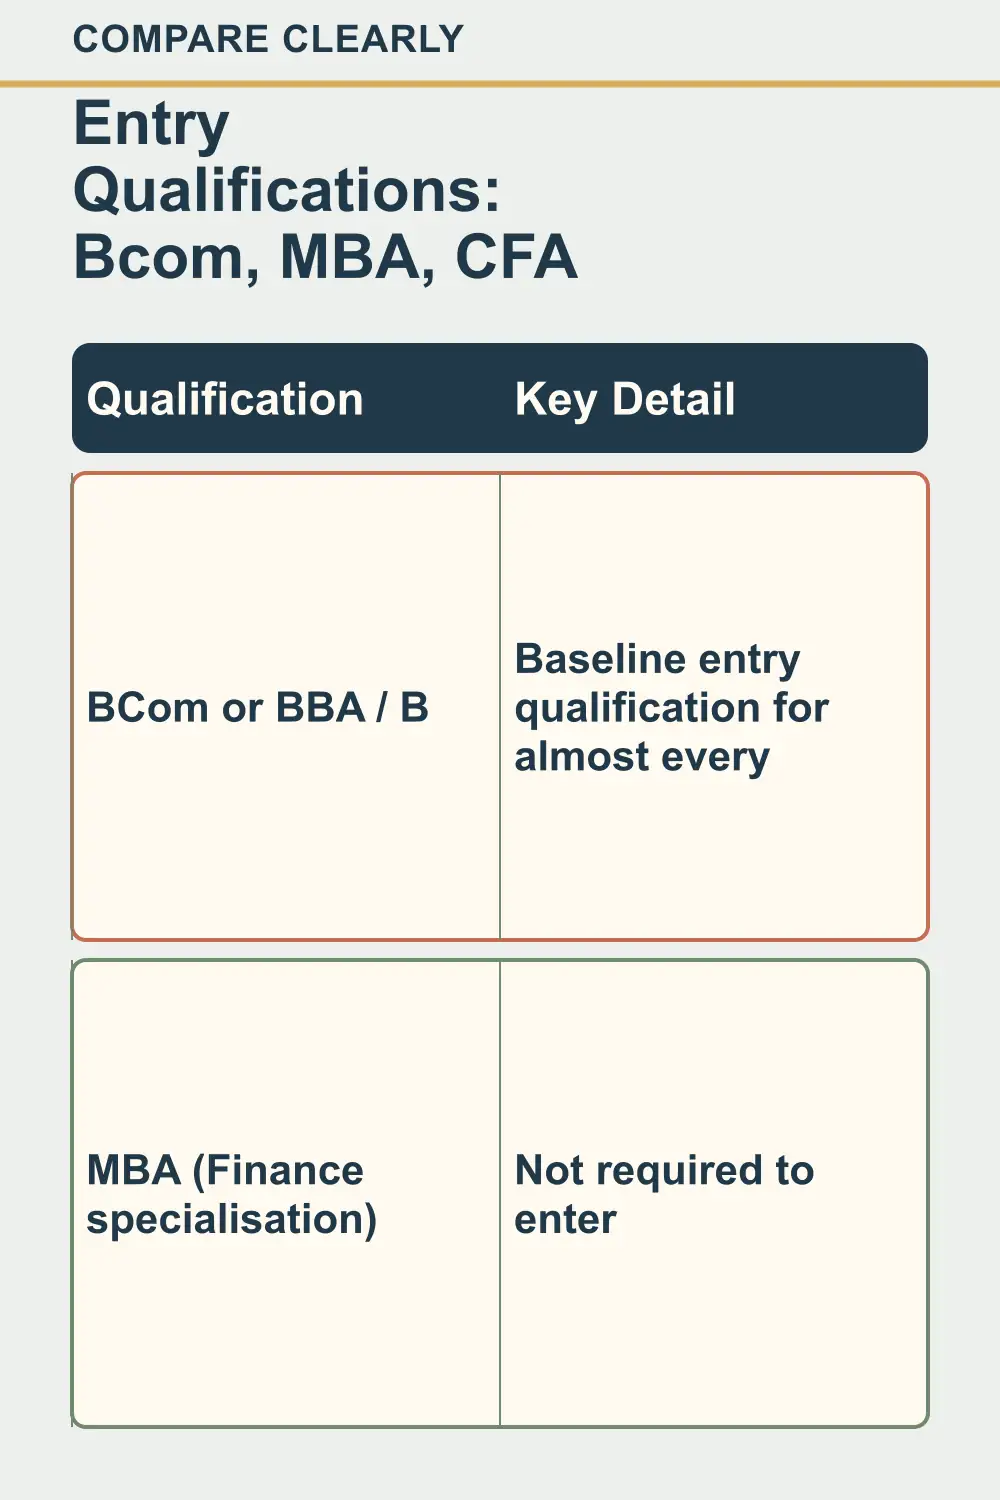 COMPARE CLEARLY
Entry
Qualifications:
Bcom, MBA, CFA
Qualification
Key Detail
BCom or BBA / B
Baseline entry
qualification for
almost every
MBA (Finance
specialisation)
Not required to
enter